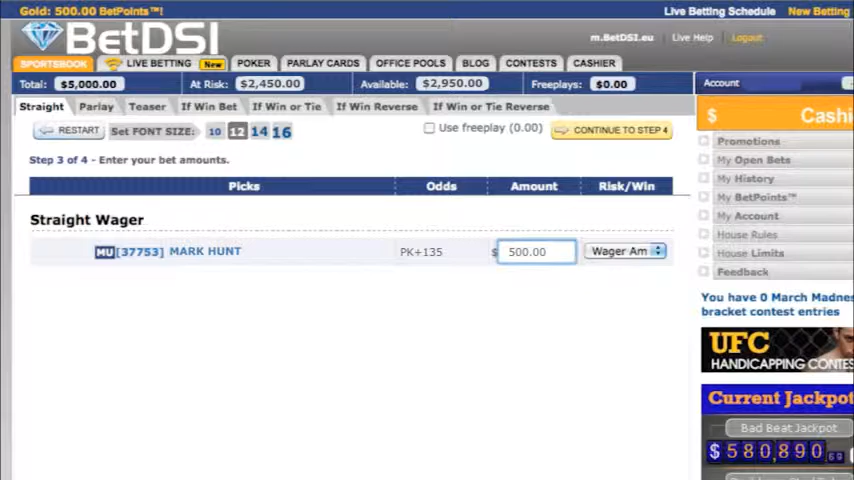 Gold: 500.00 BetPoints™!
Live Betting Schedule New Betting
BetDSI
m.BetDSI.eu Live Help Logout
SPORTSBOOK LIVE BETTING New POKER PARLAY CARDS OFFICE POOLS BLOG CONTESTS CASHIER
Total: $5,000.00 At Risk: $2,450.00 Available: $2,950.00 Freeplays: $0.00
Account
Straight Parlay Teaser If Win Bet If Win or Tie If Win Reverse If Win or Tie Reverse
RESTART Set FONT SIZE: 10 12 14 16
Use freeplay (0.00) CONTINUE TO STEP 4
Step 3 of 4 - Enter your bet amounts.
Picks Odds Amount Risk/Win
Straight Wager
MU [37753] MARK HUNT PK+135 $ 500.00 Wager Am
$ Cashi
Promotions
My Open Bets
My History
My BetPoints™
My Account
House Rules
House Limits
Feedback
You have 0 March Madnes
bracket contest entries
UFC
HANDICAPPING CONTES
Current Jackpot
Bad Beat Jackpot
$580,890.69